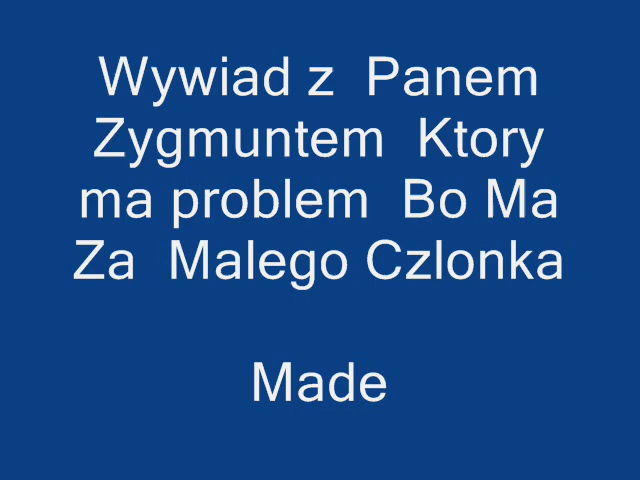 Wywiad z  Panem
Zygmuntem  Ktory
ma problem  Bo Ma
Za  Malego Czlonka
Made